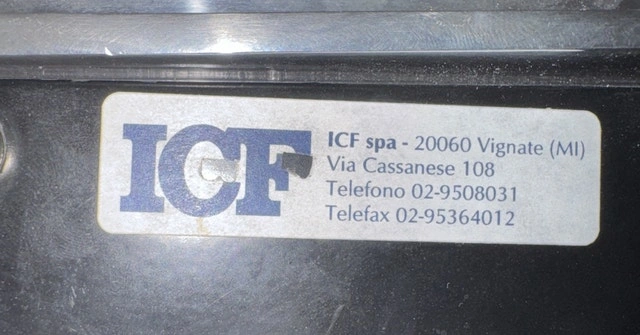 ICF
ICF spa - 20060 Vignate (MI)
Via Cassanese 108
Telefono 02-9508031
Telefax 02-95364012